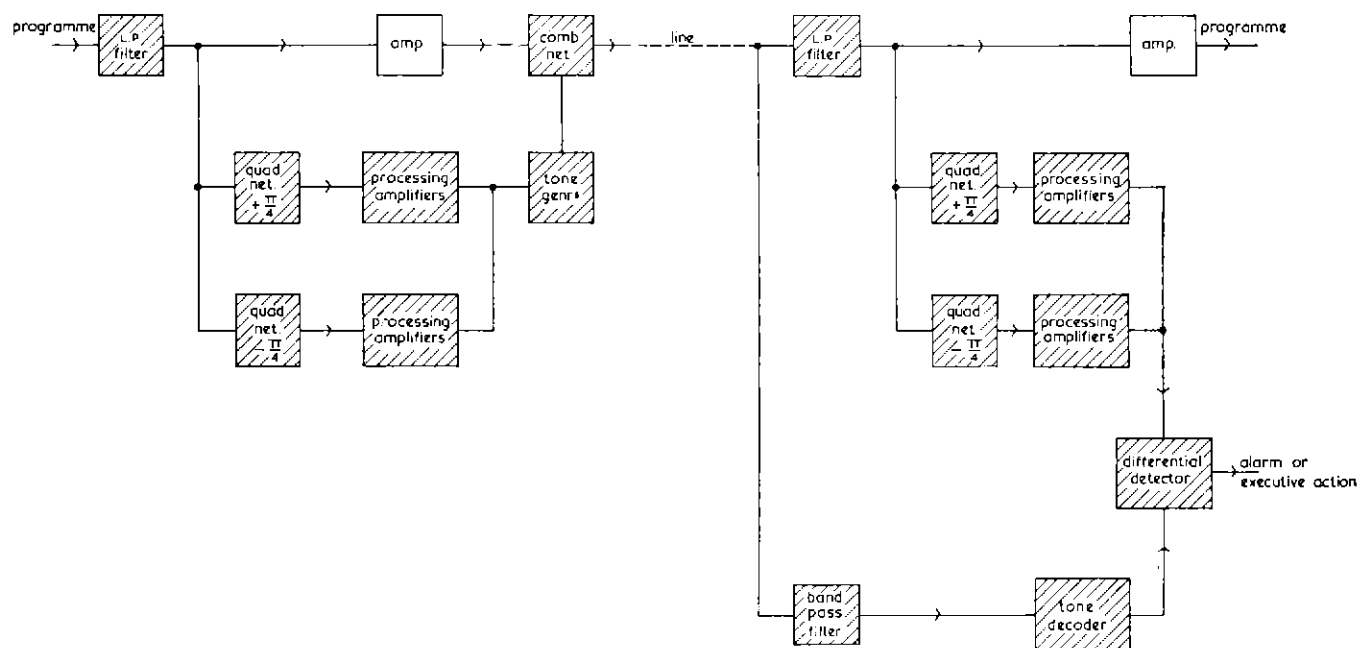 programme
L.P.
filter
amp
comb
net
line
L.P
filter
amp.
programme
quad
net.
+ π/4
processing
amplifiers
tone
genr
quad.
net.
+ π/4
processing
amplifiers
quad
net.
− π/4
processing
amplifiers
quad
net
− π/4
processing
amplifiers
differential
detector
alarm or
executive action
band
pass
filter
tone
decoder